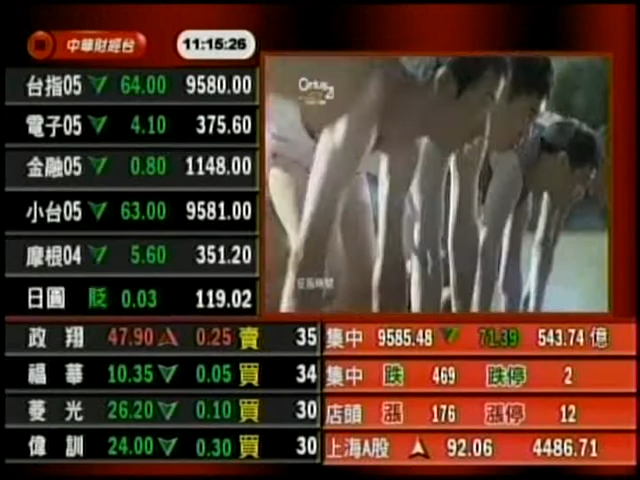 中華財經台 11:15:26
台指05 64.00 9580.00
電子05 4.10 375.60
金融05 0.80 1148.00
小台05 63.00 9581.00
摩根04 5.60 351.20
日圓 貶 0.03 119.02
政翔 47.90 0.25 賣 35
福華 10.35 0.05 買 34
菱光 26.20 0.10 買 30
偉訓 24.00 0.30 買 30
集中 9585.48 71.39 543.74 億
集中 跌 469 跌停 2
店頭 漲 176 漲停 12
上海A股 92.06 4486.71